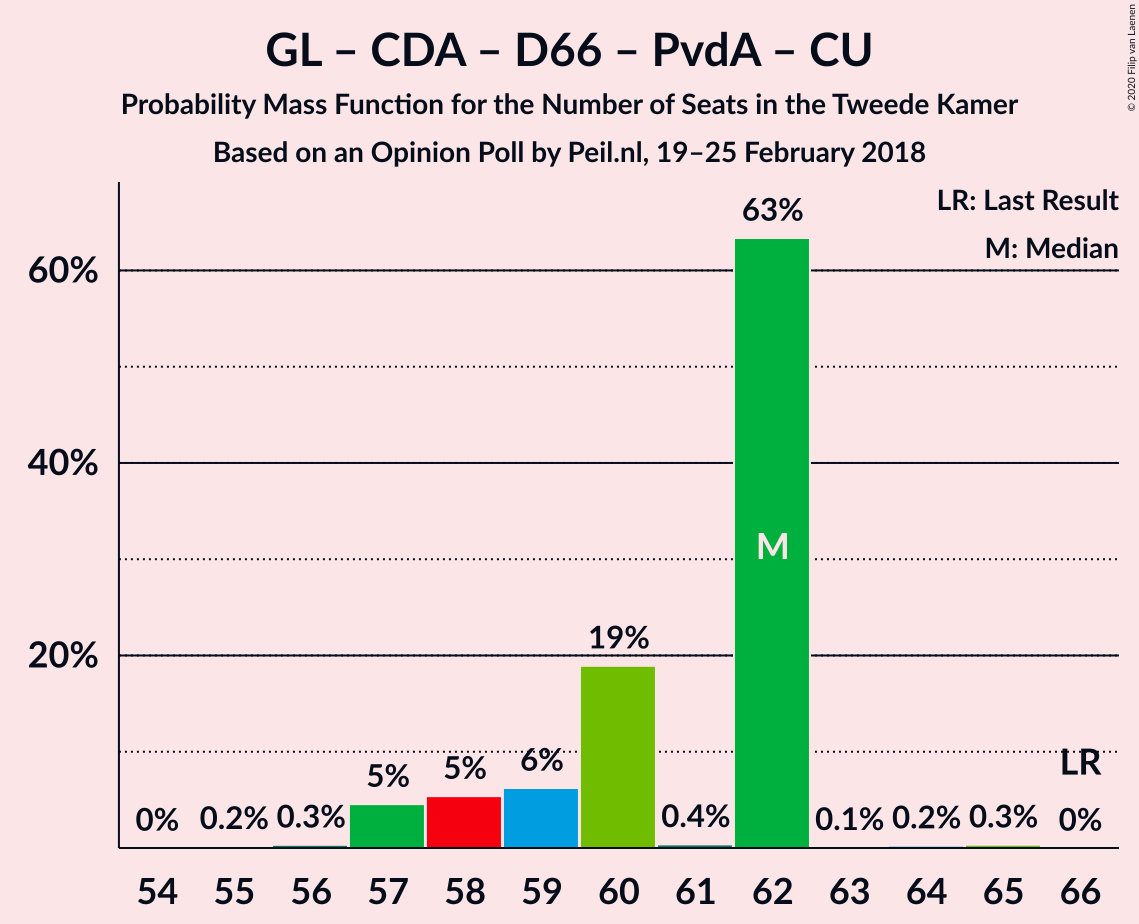 GL – CDA – D66 – PvdA – CU
Probability Mass Function for the Number of Seats in the Tweede Kamer
Based on an Opinion Poll by Peil.nl, 19–25 February 2018
© 2020 Filip van Laenen
LR: Last Result
M: Median
60%
40%
20%
0%
0.2%
0.3%
5%
5%
6%
19%
0.4%
63%
M
0.1%
0.2%
0.3%
LR
0%
54 55 56 57 58 59 60 61 62 63 64 65 66